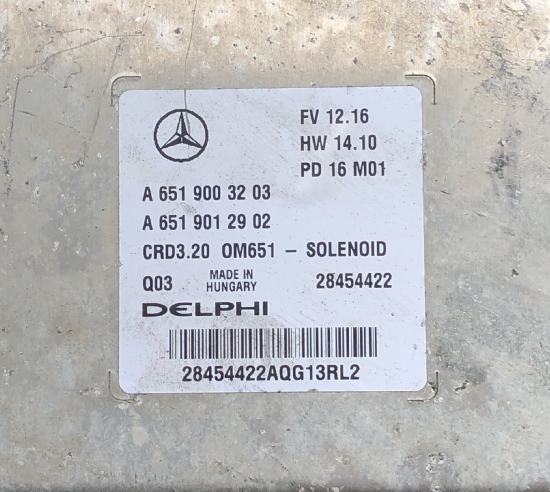 FV 12.16
HW 14.10
PD 16 M01
A 651 900 32 03
A 651 901 29 02
CRD3.20 OM651 – SOLENOID
Q03 MADE IN HUNGARY 28454422
DELPHI
28454422AQG13RL2